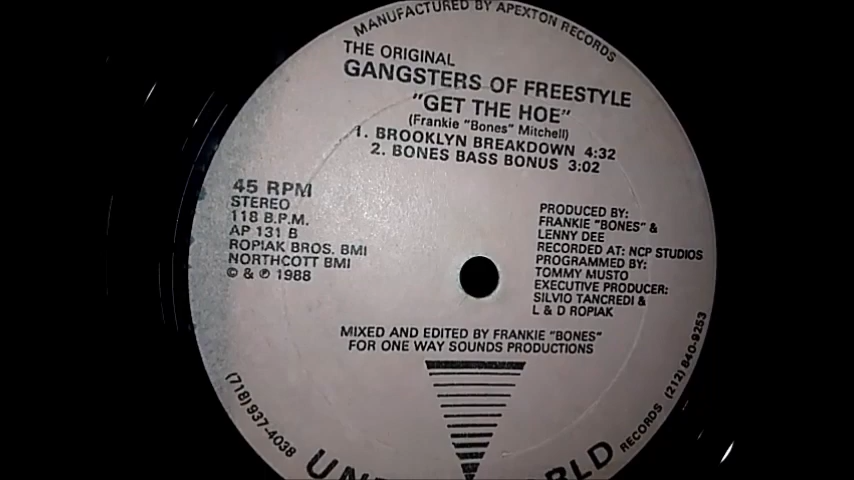 MANUFACTURED BY APEXTON RECORDS
THE ORIGINAL
GANGSTERS OF FREESTYLE
"GET THE HOE"
(Frankie "Bones" Mitchell)
1. BROOKLYN BREAKDOWN 4:32
2. BONES BASS BONUS 3:02
45 RPM
STEREO
118 B.P.M.
AP 131 B
ROPIAK BROS. BMI
NORTHCOTT BMI
© & ℗ 1988
PRODUCED BY:
FRANKIE "BONES" &
LENNY DEE
RECORDED AT: NCP STUDIOS
PROGRAMMED BY:
TOMMY MUSTO
EXECUTIVE PRODUCER:
SILVIO TANCREDI &
L & D ROPIAK
MIXED AND EDITED BY FRANKIE "BONES"
FOR ONE WAY SOUNDS PRODUCTIONS
(718) 937-4038
RECORDS (212) 840-9253